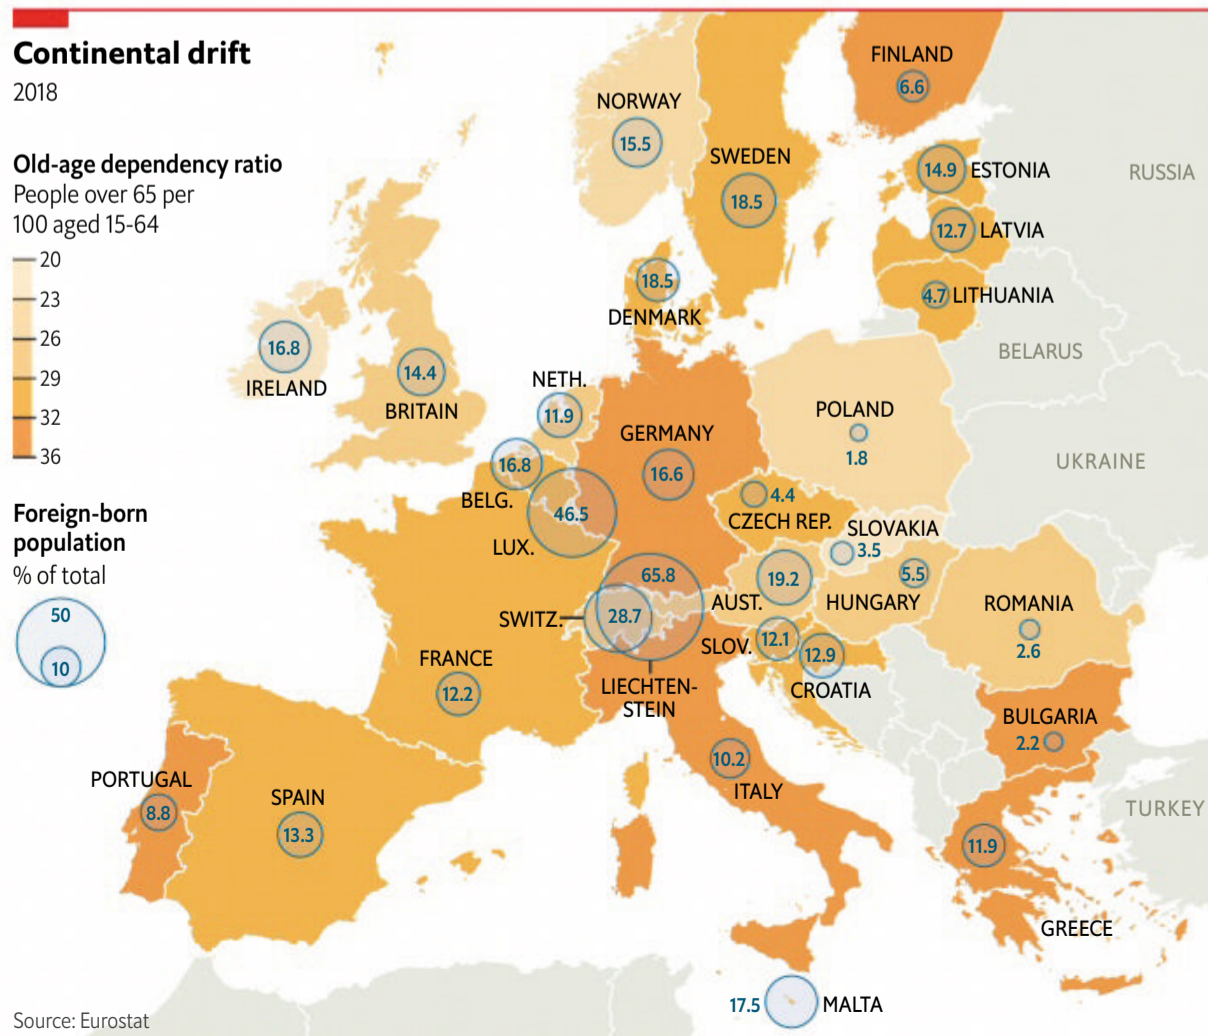 Continental drift
2018
Old-age dependency ratio
People over 65 per
100 aged 15-64
20
23
26
29
32
36
Foreign-born
population
% of total
50
10
FINLAND
6.6
NORWAY
15.5
SWEDEN
18.5
14.9 ESTONIA
RUSSIA
12.7 LATVIA
18.5
DENMARK
4.7 LITHUANIA
16.8
IRELAND
14.4
BRITAIN
BELARUS
NETH.
11.9
POLAND
1.8
GERMANY
16.6
16.8
BELG.
UKRAINE
46.5
LUX.
4.4
CZECH REP.
SLOVAKIA
3.5
65.8
LIECHTEN-
STEIN
SWITZ. 28.7
19.2
AUST.
5.5
HUNGARY
ROMANIA
2.6
SLOV. 12.1
12.9
CROATIA
FRANCE
12.2
BULGARIA
2.2
10.2
ITALY
PORTUGAL
8.8
SPAIN
13.3
TURKEY
11.9
GREECE
17.5 MALTA
Source: Eurostat